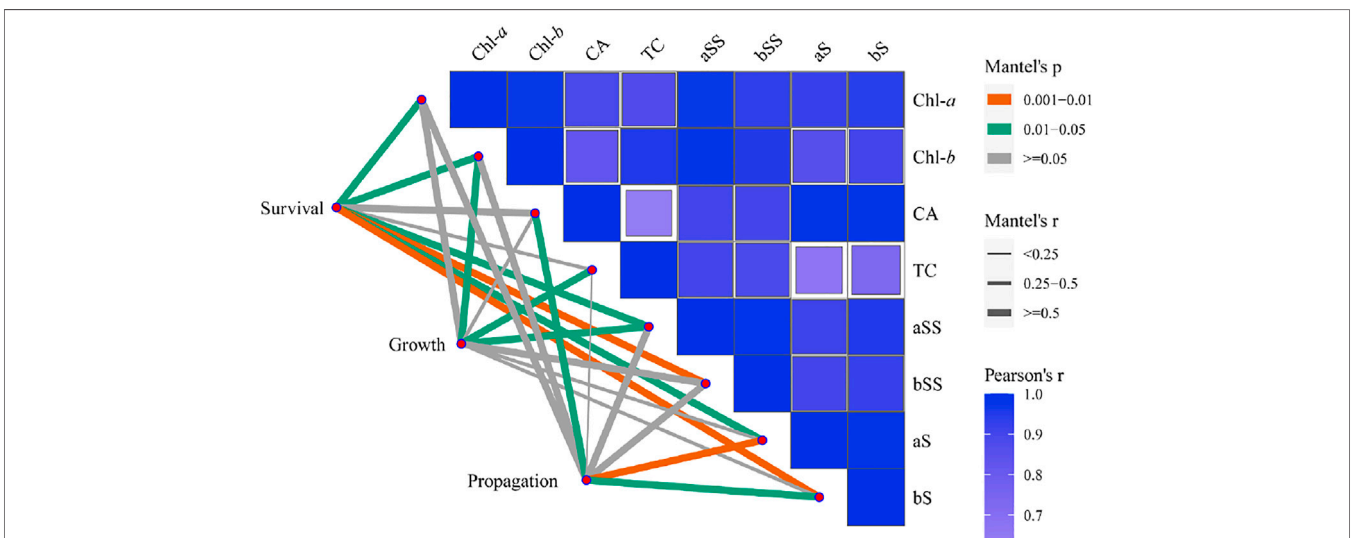 Chl-a
Chl-b
CA
TC
aSS
bSS
aS
bS
Chl-a
Chl-b
CA
TC
aSS
bSS
aS
bS
Survival
Growth
Propagation
Mantel's p
0.001−0.01
0.01−0.05
>=0.05
Mantel's r
<0.25
0.25−0.5
>=0.5
Pearson's r
1.0
0.9
0.8
0.7